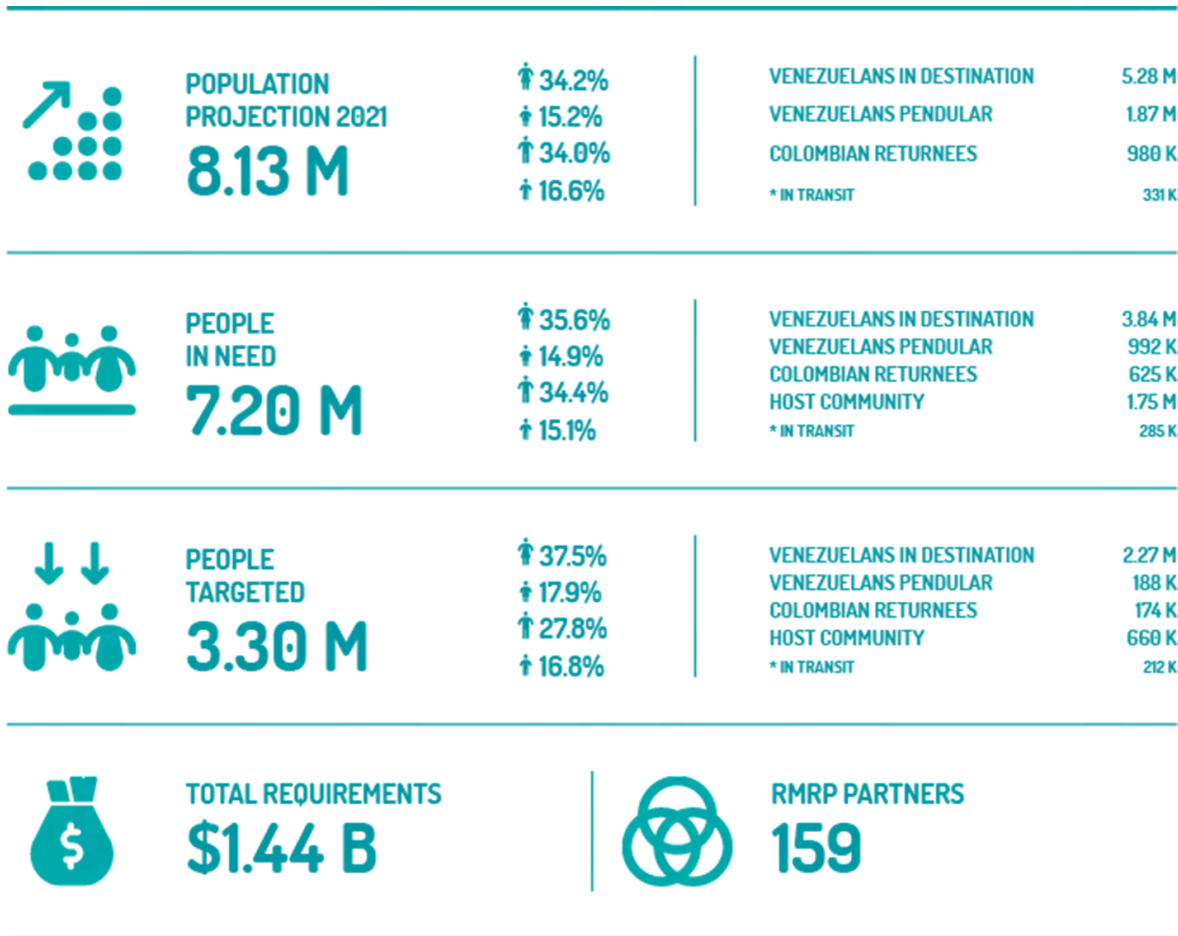 POPULATION
PROJECTION 2021
8.13 M
34.2%
15.2%
34.0%
16.6%
VENEZUELANS IN DESTINATION 5.28 M
VENEZUELANS PENDULAR 1.87 M
COLOMBIAN RETURNEES 980 K
* IN TRANSIT 331 K
PEOPLE
IN NEED
7.20 M
35.6%
14.9%
34.4%
15.1%
VENEZUELANS IN DESTINATION 3.84 M
VENEZUELANS PENDULAR 992 K
COLOMBIAN RETURNEES 625 K
HOST COMMUNITY 1.75 M
* IN TRANSIT 285 K
PEOPLE
TARGETED
3.30 M
37.5%
17.9%
27.8%
16.8%
VENEZUELANS IN DESTINATION 2.27 M
VENEZUELANS PENDULAR 188 K
COLOMBIAN RETURNEES 174 K
HOST COMMUNITY 660 K
* IN TRANSIT 212 K
$
TOTAL REQUIREMENTS
$1.44 B
RMRP PARTNERS
159